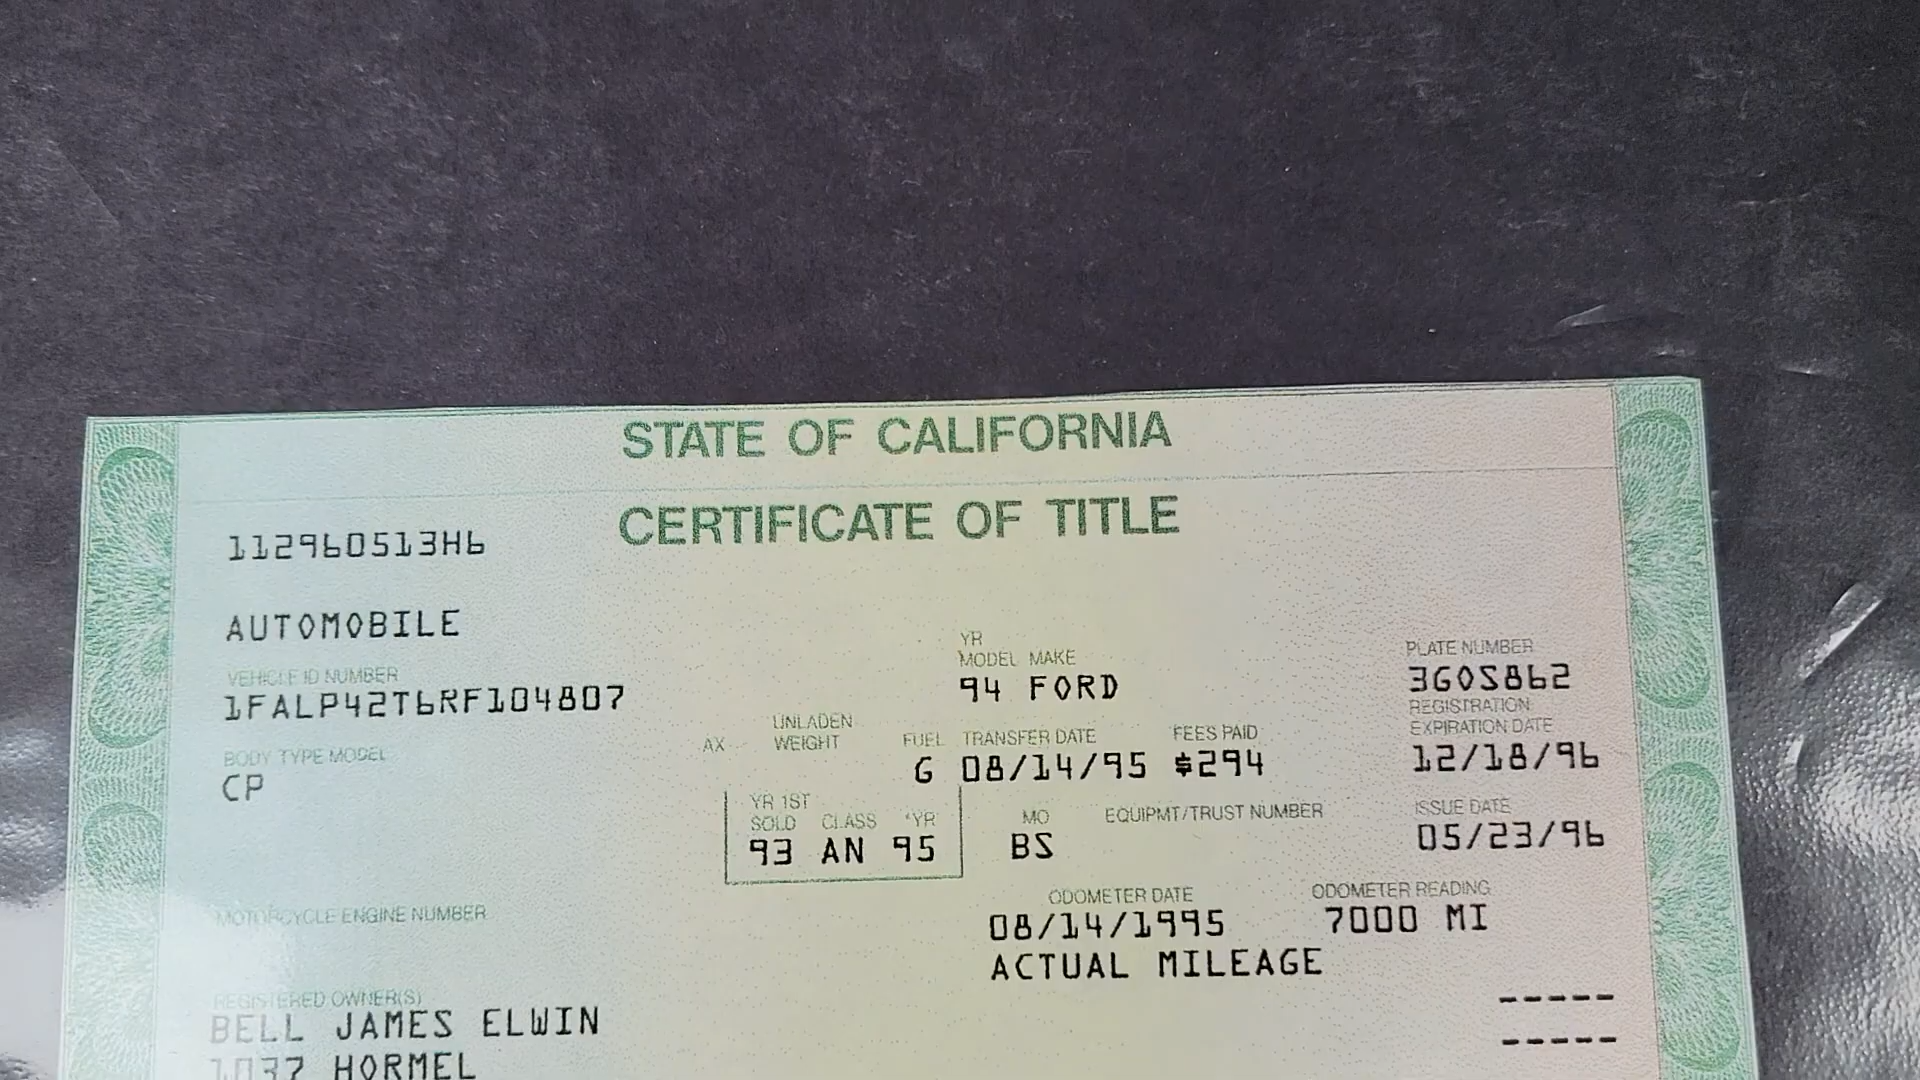 STATE OF CALIFORNIA
CERTIFICATE OF TITLE
112960513H6
AUTOMOBILE
VEHICLE ID NUMBER
1FALP42T6RF104807
YR
MODEL MAKE
94 FORD
PLATE NUMBER
3GOS862
BODY TYPE MODEL
CP
AX
UNLADEN
WEIGHT
FUEL
G
TRANSFER DATE
08/14/95
FEES PAID
$294
REGISTRATION
EXPIRATION DATE
12/18/96
YR 1ST
SOLD CLASS *YR
93 AN 95
MO
BS
EQUIPMT/TRUST NUMBER
ISSUE DATE
05/23/96
MOTORCYCLE ENGINE NUMBER
ODOMETER DATE
08/14/1995
ODOMETER READING
7000 MI
ACTUAL MILEAGE
REGISTERED OWNER(S)
BELL JAMES ELWIN
1037 HORMEL
-----
-----